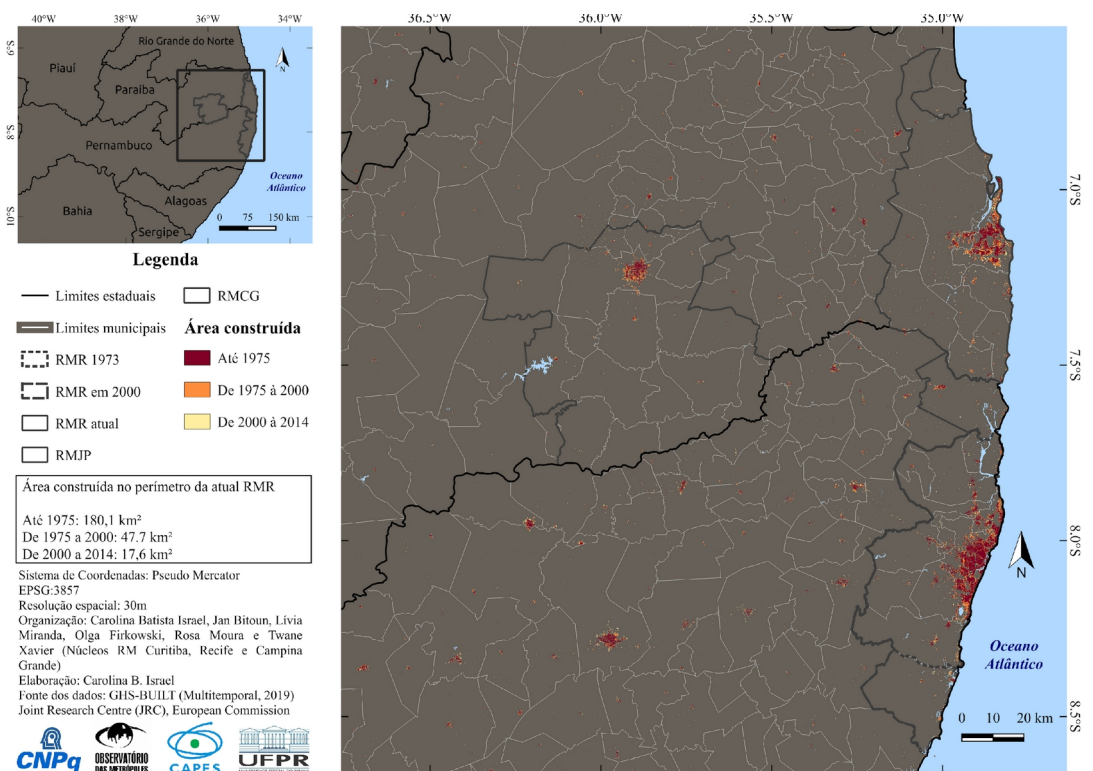 40°W 38°W 36°W 34°W
6°S
8°S
10°S
Rio Grande do Norte
Piauí
Paraíba
Pernambuco
Alagoas
Bahia
Sergipe
Oceano
Atlântico
N
0 75 150 km
Legenda
Limites estaduais
Limites municipais
RMR 1973
RMR em 2000
RMR atual
RMJP
RMCG
Área construída
Até 1975
De 1975 à 2000
De 2000 à 2014
Área construída no perímetro da atual RMR
Até 1975: 180,1 km²
De 1975 a 2000: 47.7 km²
De 2000 a 2014: 17,6 km²
Sistema de Coordenadas: Pseudo Mercator
EPSG:3857
Resolução espacial: 30m
Organização: Carolina Batista Israel, Jan Bitoun, Lívia
Miranda, Olga Firkowski, Rosa Moura e Twane
Xavier (Núcleos RM Curitiba, Recife e Campina
Grande)
Elaboração: Carolina B. Israel
Fonte dos dados: GHS-BUILT (Multitemporal, 2019)
Joint Research Centre (JRC), European Commission
CNPq
OBSERVATÓRIO
DAS METRÓPOLES
CAPES
UFPR
36.5°W 36.0°W 35.5°W 35.0°W
7.0°S
7.5°S
8.0°S
8.5°S
N
Oceano
Atlântico
0 10 20 km